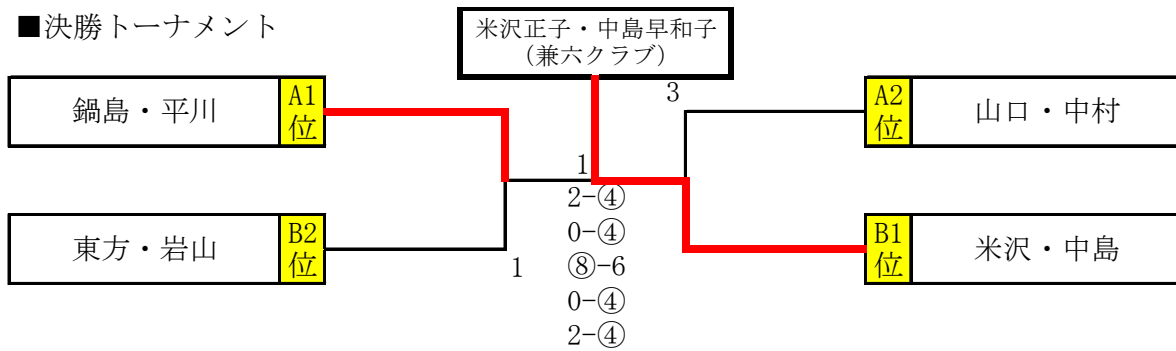 ■決勝トーナメント
米沢正子・中島早和子
（兼六クラブ）
鍋島・平川
A1
位
3
A2
位
山口・中村
1
2-④
0-④
⑧-6
0-④
2-④
東方・岩山
B2
位
1
B1
位
米沢・中島